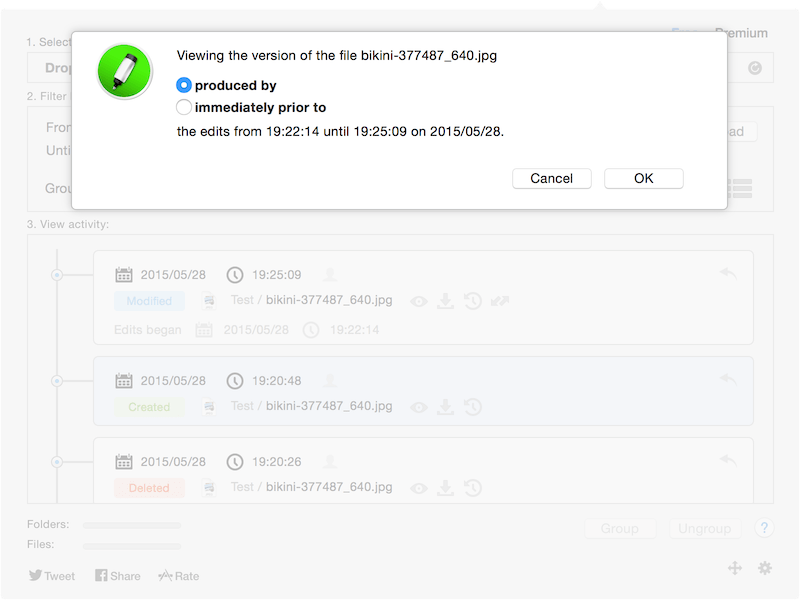 Premium
1. Select
Viewing the version of the file bikini-377487_640.jpg
produced by
immediately prior to
the edits from 19:22:14 until 19:25:09 on 2015/05/28.
Cancel
OK
2. Filter
3. View activity:
2015/05/28 19:25:09
Modified Test / bikini-377487_640.jpg
Edits began 2015/05/28 19:22:14
2015/05/28 19:20:48
Created Test / bikini-377487_640.jpg
2015/05/28 19:20:26
Deleted Test / bikini-377487_640.jpg
Folders:
Files:
Group
Ungroup
?
Tweet
Share
Rate